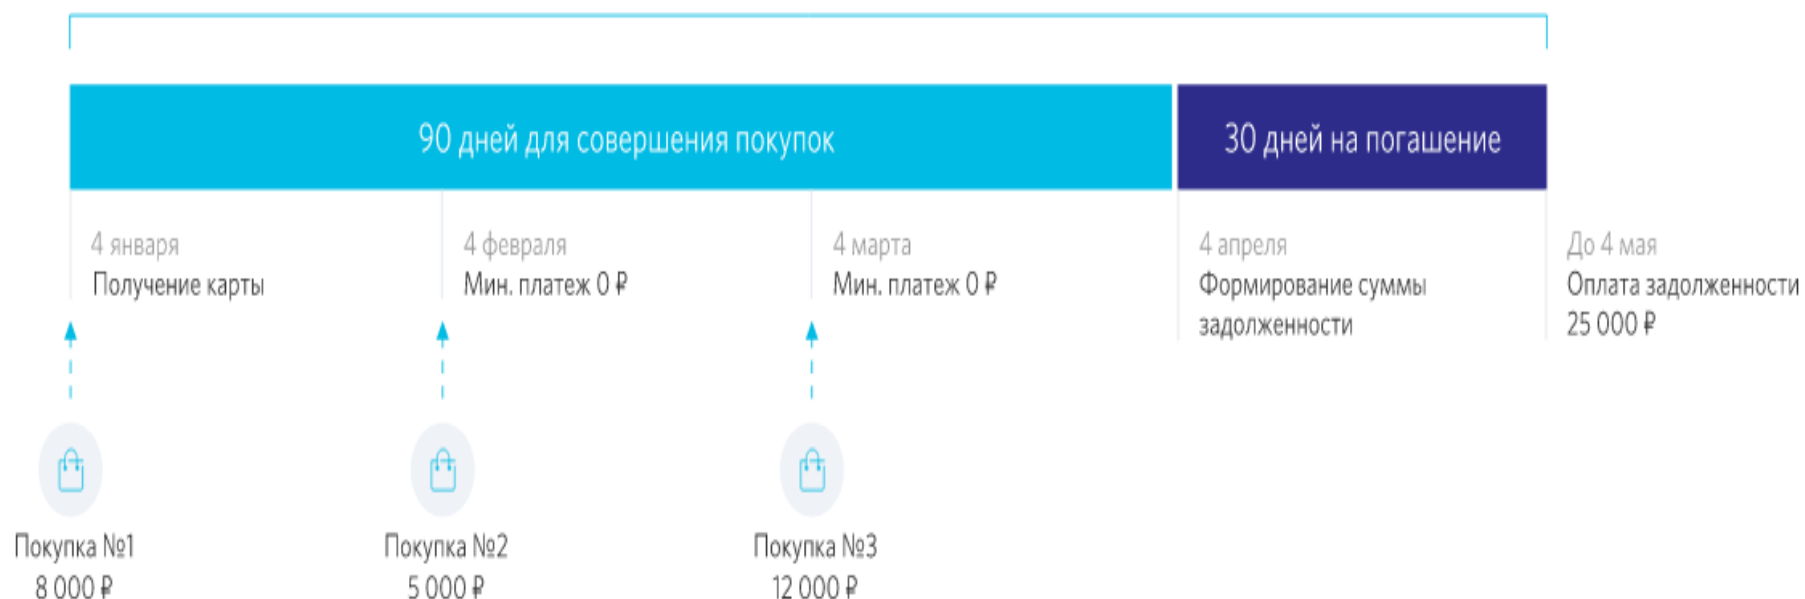 90 дней для совершения покупок
30 дней на погашение
4 января
Получение карты
4 февраля
Мин. платеж 0 ₽
4 марта
Мин. платеж 0 ₽
4 апреля
Формирование суммы
задолженности
До 4 мая
Оплата задолженности
25 000 ₽
Покупка №1
8 000 ₽
Покупка №2
5 000 ₽
Покупка №3
12 000 ₽